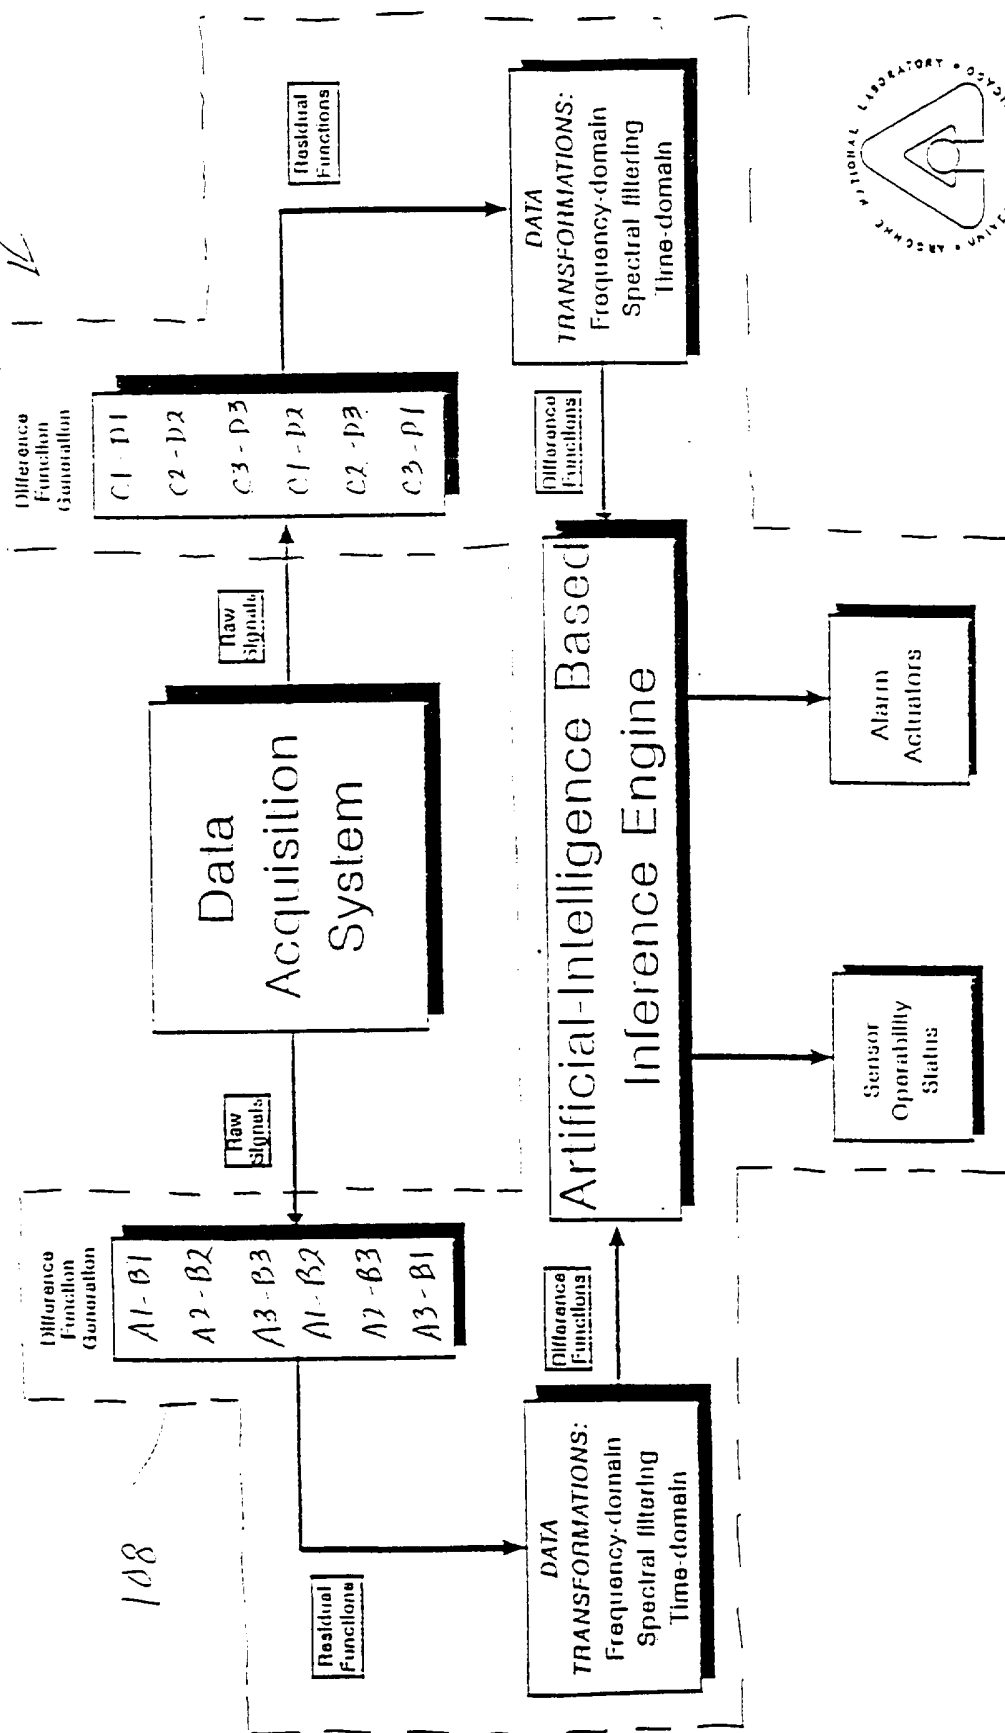 108
Difference
Function
Generation
A1-B1
A2-B2
A3-B3
A1-B2
A2-B3
A3-B1
Raw
Signals
Data
Acquisition
System
Raw
Signals
Difference
Function
Generation
C1-D1
C2-D2
C3-D3
C1-D2
C2-D3
C3-D1
Residual
Functions
Residual
Functions
DATA
TRANSFORMATIONS:
Frequency-domain
Spectral filtering
Time-domain
Difference
Functions
Artificial-Intelligence Based
Inference Engine
Difference
Functions
DATA
TRANSFORMATIONS:
Frequency-domain
Spectral filtering
Time-domain
Sensor
Operability
Status
Alarm
Actuators
ARGONNE NATIONAL LABORATORY